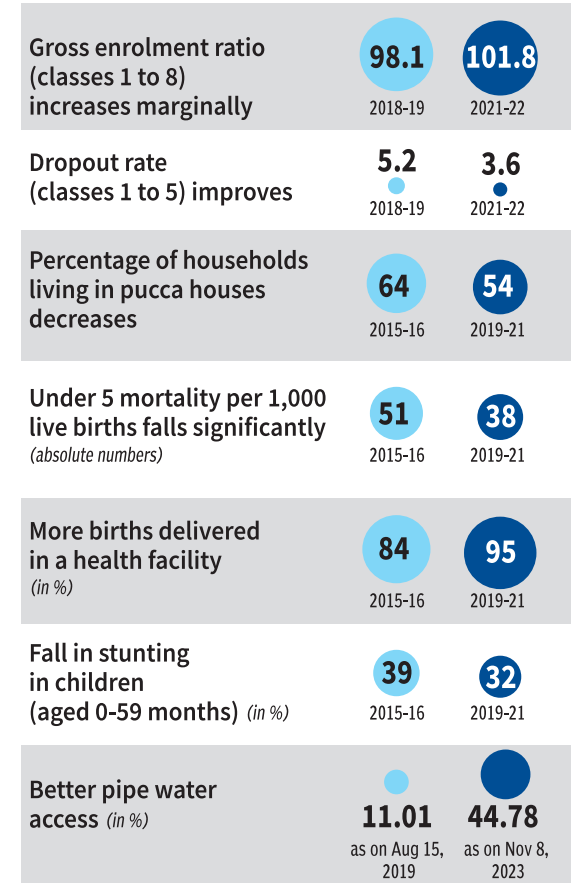 Gross enrolment ratio
(classes 1 to 8)
increases marginally
98.1
101.8
2018-19
2021-22
Dropout rate
(classes 1 to 5) improves
5.2
3.6
2018-19
2021-22
Percentage of households
living in pucca houses
decreases
64
54
2015-16
2019-21
Under 5 mortality per 1,000
live births falls significantly
(absolute numbers)
51
38
2015-16
2019-21
More births delivered
in a health facility
(in %)
84
95
2015-16
2019-21
Fall in stunting
in children
(aged 0-59 months) (in %)
39
32
2015-16
2019-21
Better pipe water
access (in %)
11.01
44.78
as on Aug 15,
2019
as on Nov 8,
2023